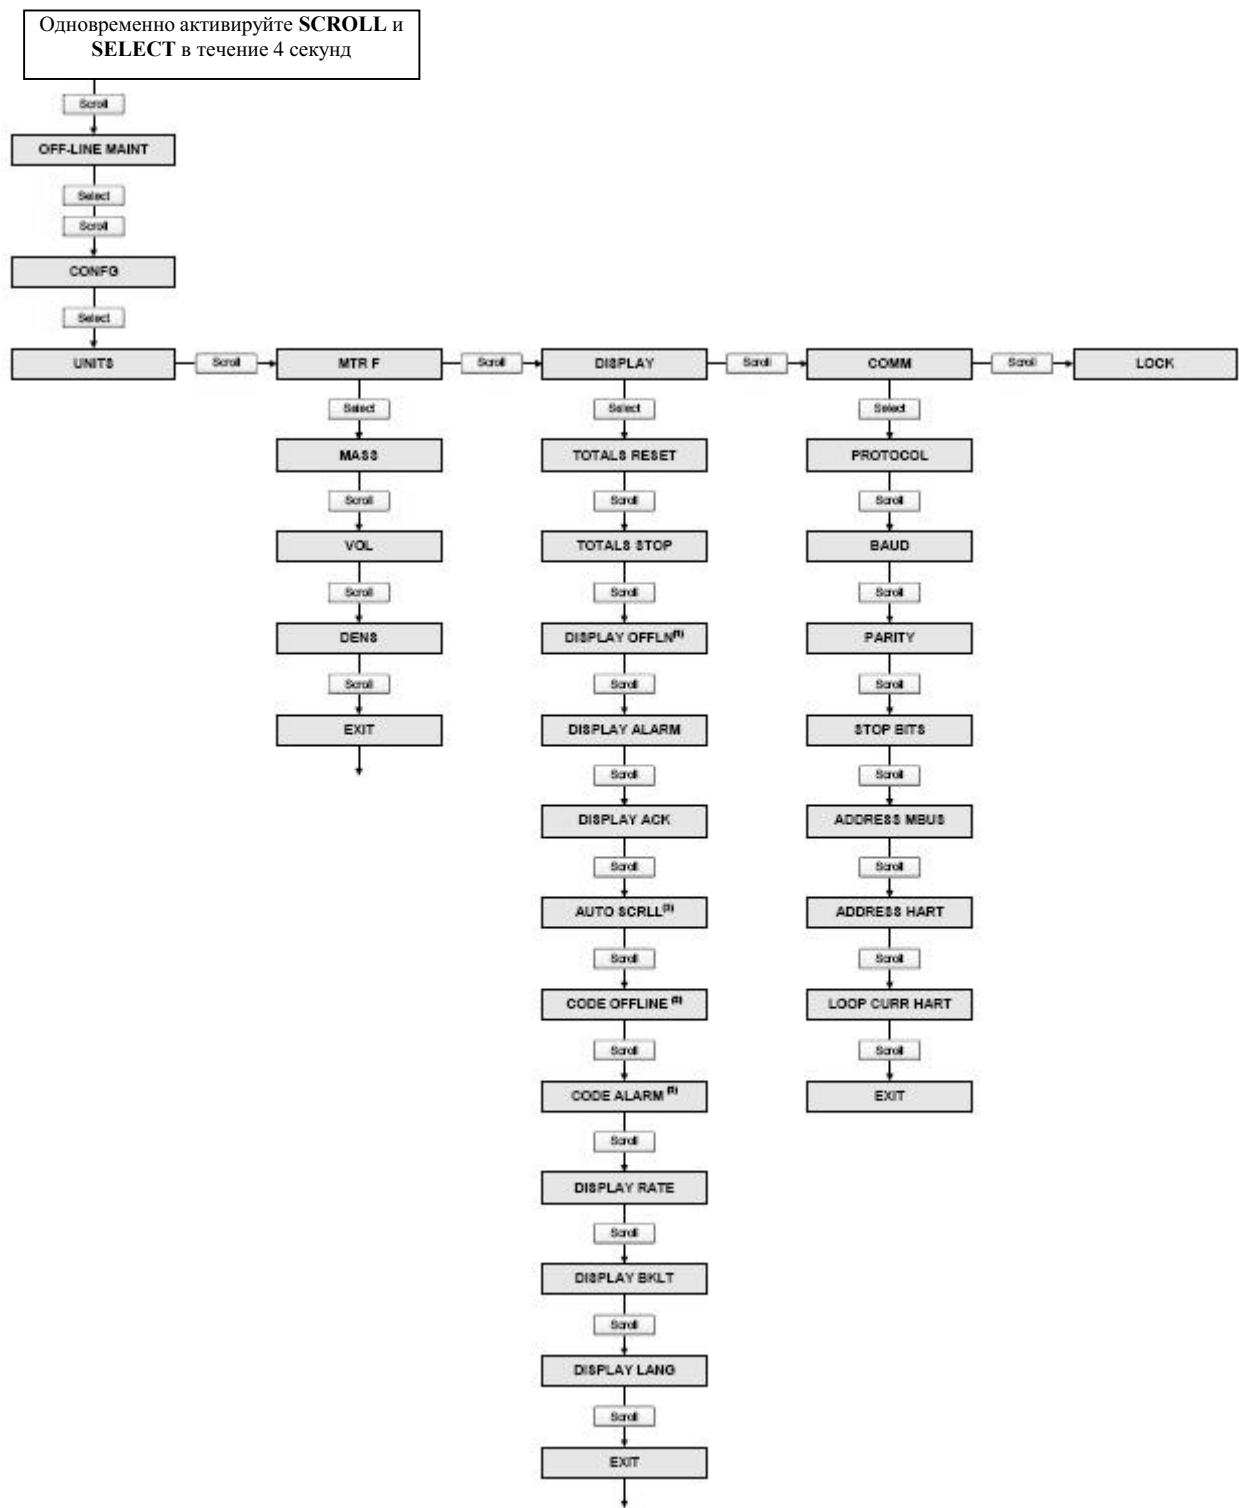 Одновременно активируйте SCROLL и
SELECT в течение 4 секунд
Scroll
OFF-LINE MAINT
Select
Scroll
CONFG
Select
UNITS
Scroll
MTR F
Scroll
DISPLAY
Scroll
COMM
Scroll
LOCK
Select
MASS
Scroll
VOL
Scroll
DENS
Scroll
EXIT
Select
TOTALS RESET
Scroll
TOTALS STOP
Scroll
DISPLAY OFFLN(1)
Scroll
DISPLAY ALARM
Scroll
DISPLAY ACK
Scroll
AUTO SCRLL
Scroll
CODE OFFLINE
Scroll
CODE ALARM
Scroll
DISPLAY RATE
Scroll
DISPLAY BKLT
Scroll
DISPLAY LANG
Scroll
EXIT
Select
PROTOCOL
Scroll
BAUD
Scroll
PARITY
Scroll
STOP BITS
Scroll
ADDRESS MBUS
Scroll
ADDRESS HART
Scroll
LOOP CURR HART
Scroll
EXIT